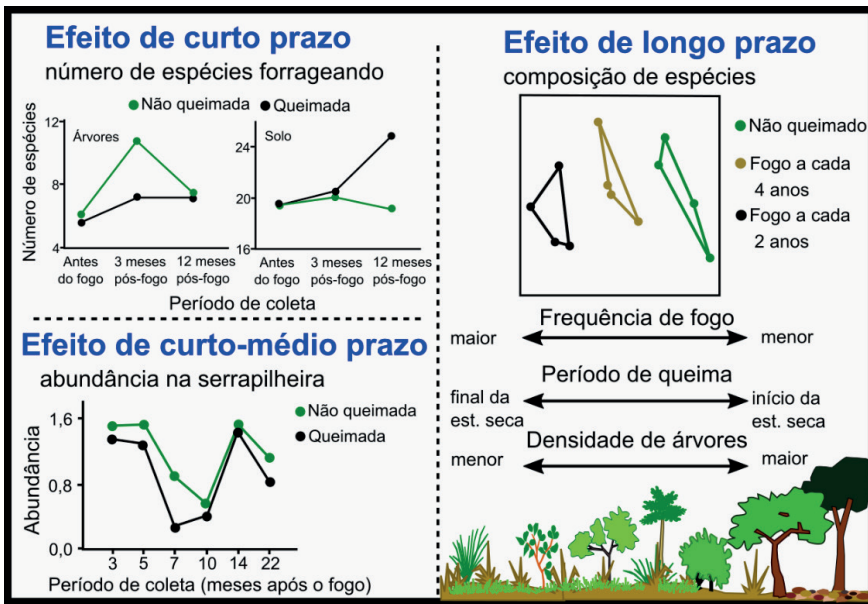 Efeito de curto prazo
número de espécies forrageando
Não queimada
Queimada
Número de espécies
12
8
4
Árvores
24
20
16
Solo
Antes
do fogo
3 meses
pós-fogo
12 meses
pós-fogo
Antes
do fogo
3 meses
pós-fogo
12 meses
pós-fogo
Período de coleta
Efeito de curto-médio prazo
abundância na serrapilheira
Não queimada
Queimada
Abundância
1,6
0,8
0,0
3 5 7 10 14 22
Período de coleta (meses após o fogo)
Efeito de longo prazo
composição de espécies
Não queimado
Fogo a cada
4 anos
Fogo a cada
2 anos
Frequência de fogo
maior
menor
Período de queima
final da
est. seca
início da
est. seca
Densidade de árvores
menor
maior